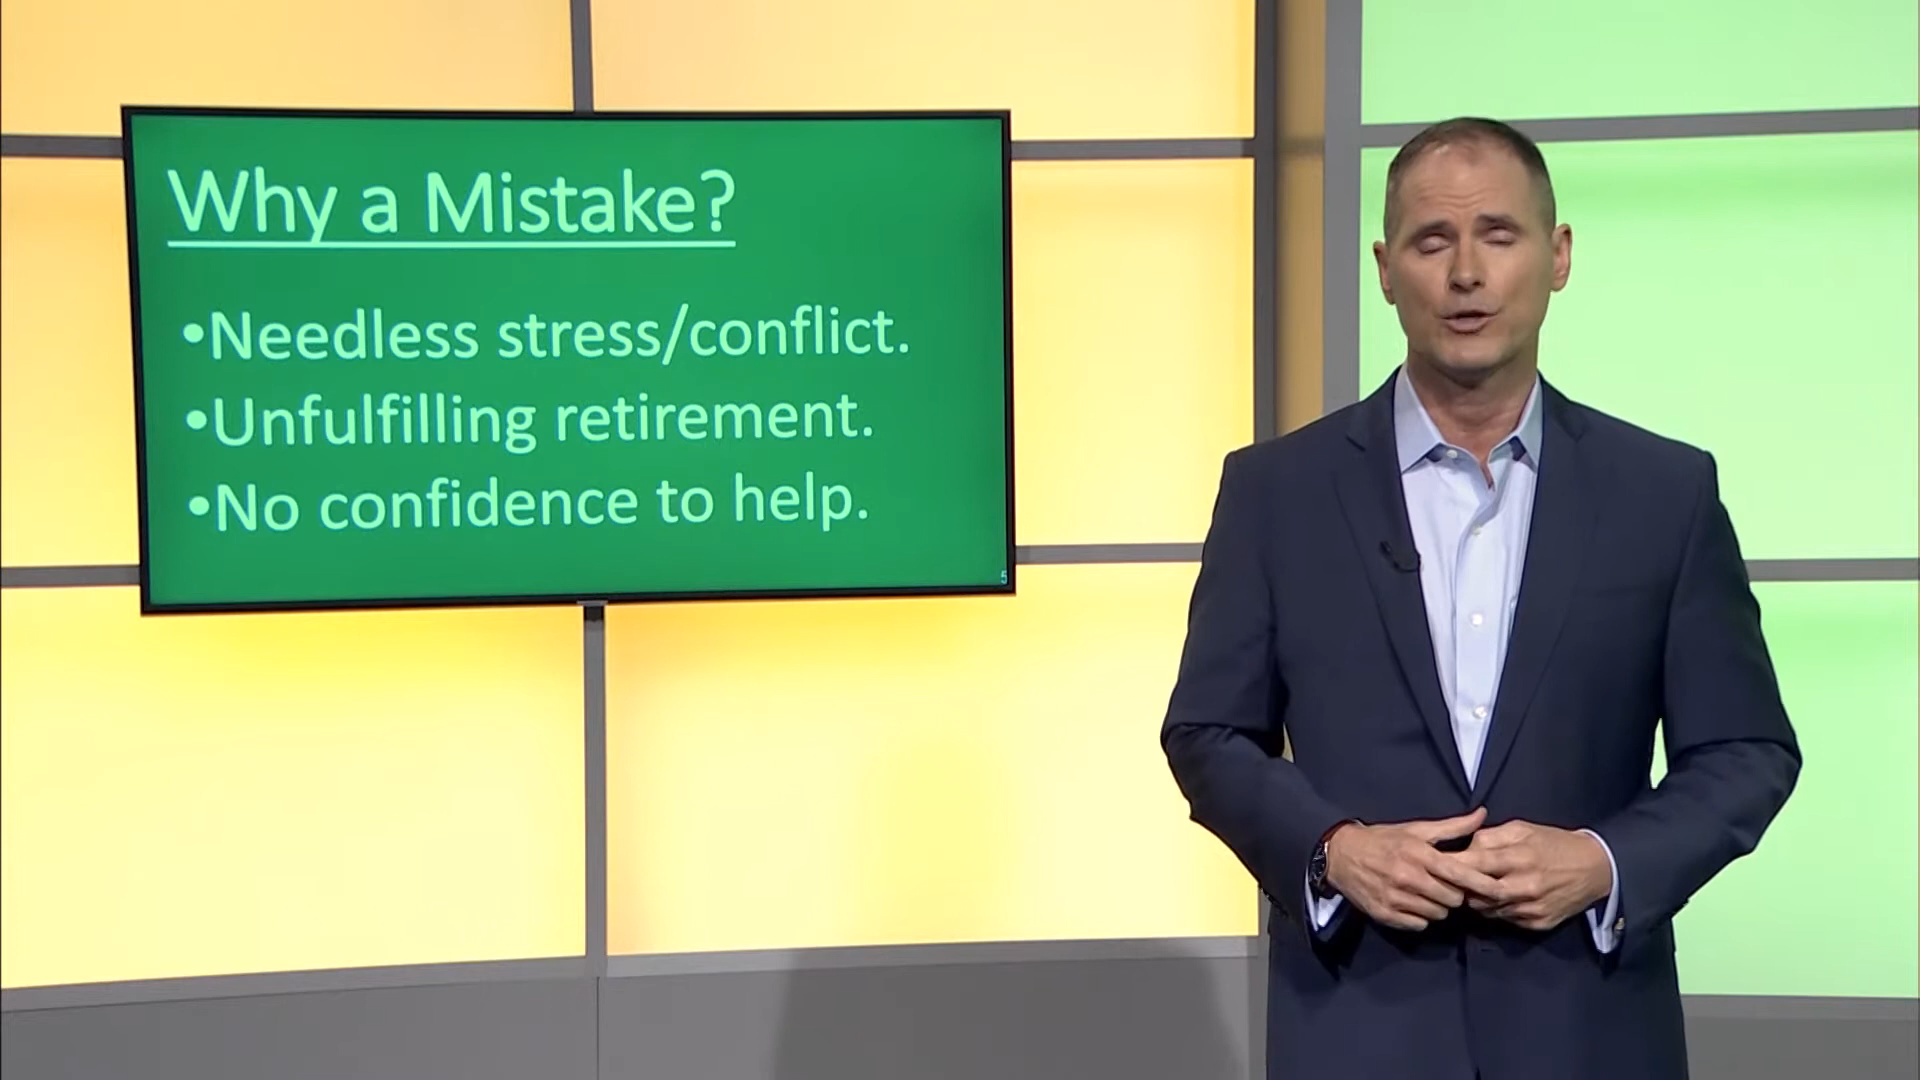 Why a Mistake?
•Needless stress/conflict.
•Unfulfilling retirement.
•No confidence to help.
5